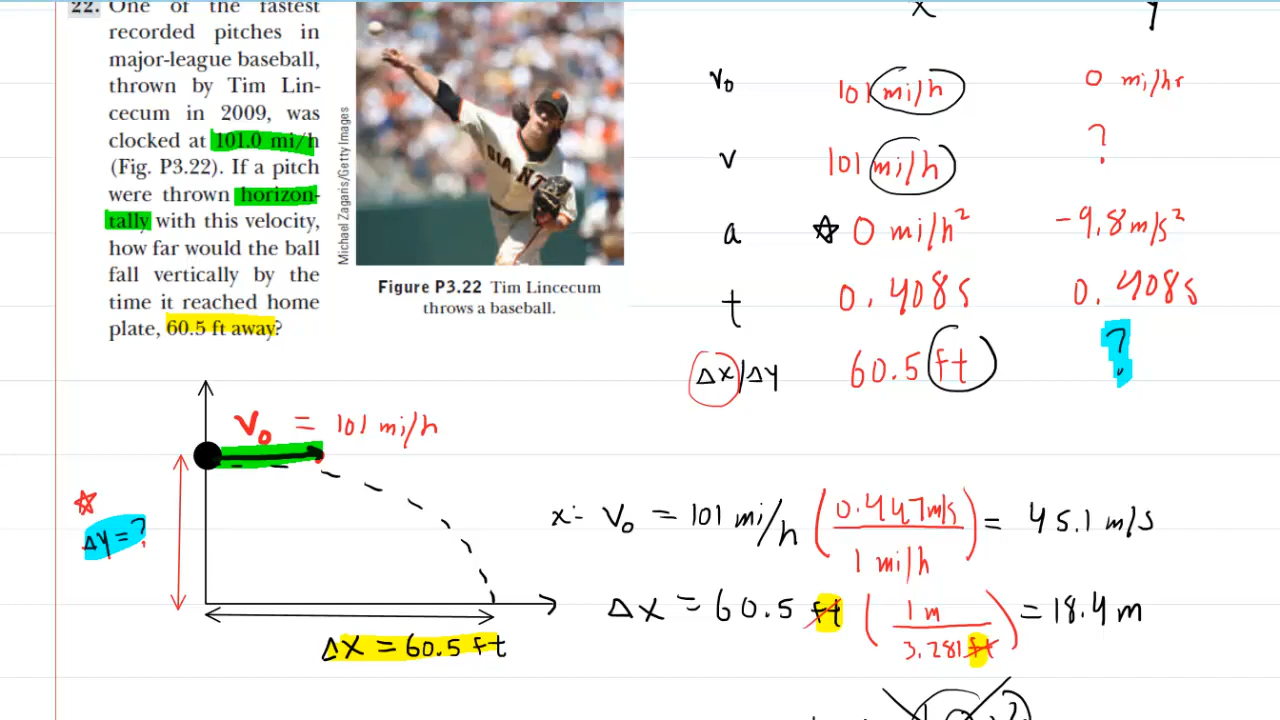 22. One of the fastest
recorded pitches in
major-league baseball,
thrown by Tim Lin-
cecum in 2009, was
clocked at 101.0 mi/h
(Fig. P3.22). If a pitch
were thrown horizon-
tally with this velocity,
how far would the ball
fall vertically by the
time it reached home
plate, 60.5 ft away?
Michael Zagaris/Getty Images
GIANTS
Figure P3.22 Tim Lincecum
throws a baseball.
x y
v₀ 101 mi/h 0 mi/hr
v 101 mi/h ?
a ☆ 0 mi/h² -9.8 m/s²
t 0.408s 0.408s
Δx/Δy 60.5 ft ?
v₀ = 101 mi/h
☆
Δy = ?
Δx = 60.5 ft
x:- v₀ = 101 mi/h (0.447 m/s / 1 mi/h) = 45.1 m/s
Δx = 60.5 ft (1 m / 3.281 ft) = 18.4 m